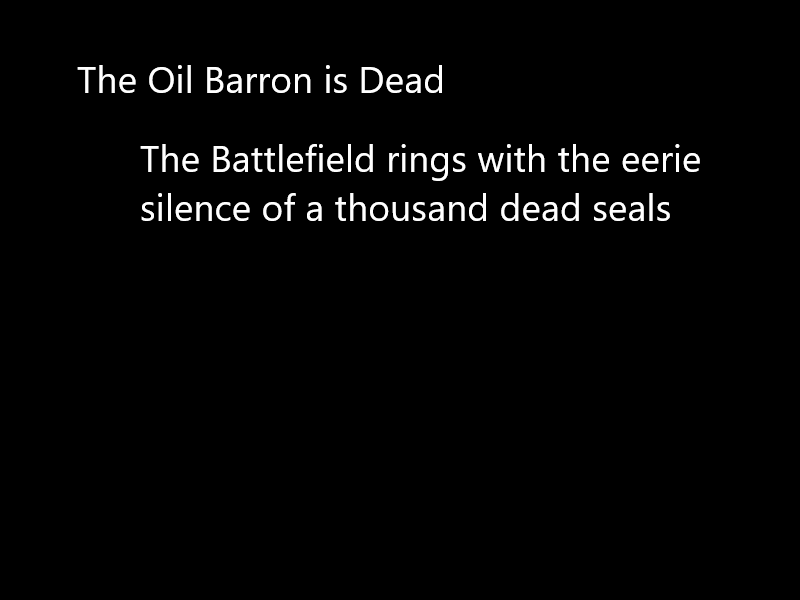 The Oil Barron is Dead
The Battlefield rings with the eerie
silence of a thousand dead seals